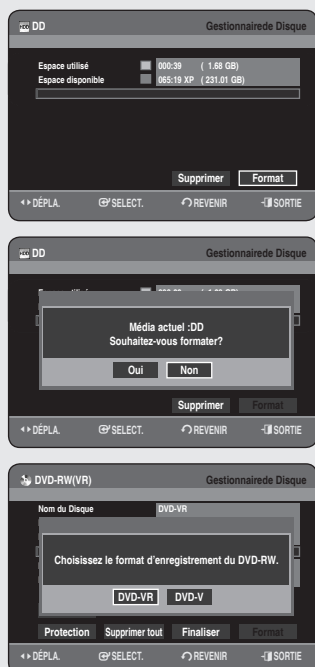 HDD DD Gestionnairede Disque
Espace utilisé 000:39 ( 1.68 GB)
Espace disponible 065:19 XP ( 231.01 GB)
Supprimer Format
DÉPLA. SELECT. REVENIR SORTIE
HDD DD Gestionnairede Disque
Média actuel :DD
Souhaitez-vous formater?
Oui Non
Supprimer Format
DÉPLA. SELECT. REVENIR SORTIE
DVD-RW(VR) Gestionnairede Disque
Nom du Disque DVD-VR
Choisissez le format d'enregistrement du DVD-RW.
DVD-VR DVD-V
Protection Supprimer tout Finaliser Format
DÉPLA. SELECT. REVENIR SORTIE